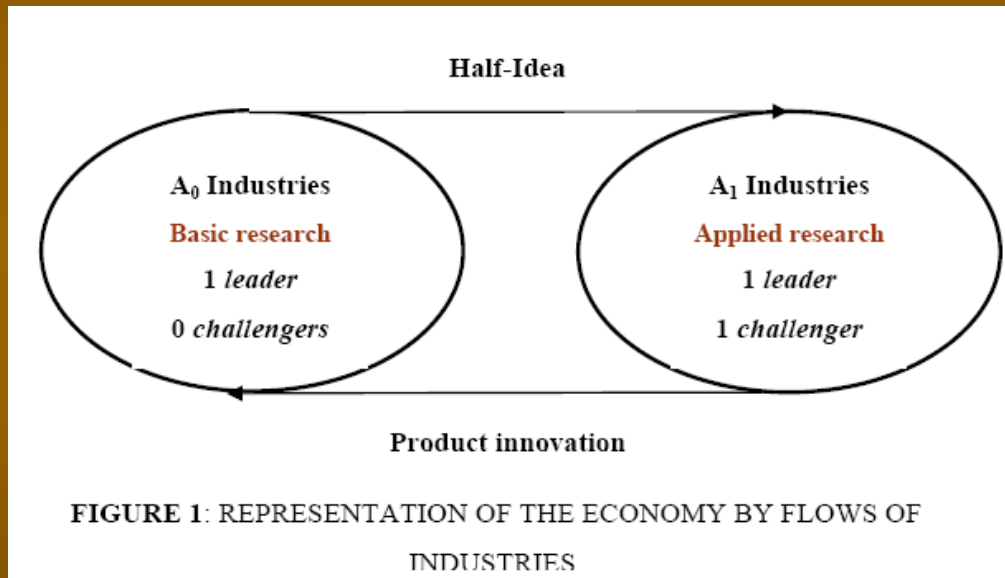 Half-Idea
A₀ Industries
Basic research
1 leader
0 challengers
A₁ Industries
Applied research
1 leader
1 challenger
Product innovation
FIGURE 1: REPRESENTATION OF THE ECONOMY BY FLOWS OF
INDUSTRIES